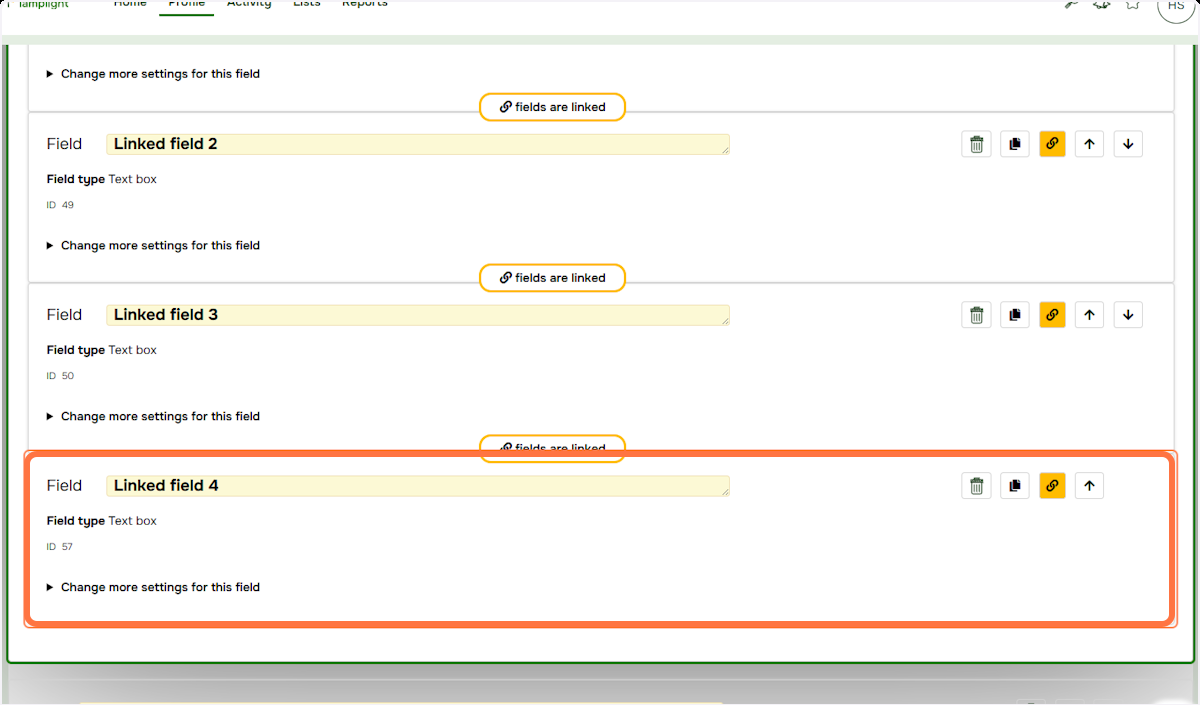 lamplight Home Profile Activity Lists Reports HS
Change more settings for this field
fields are linked
Field Linked field 2
Field type Text box
ID 49
Change more settings for this field
fields are linked
Field Linked field 3
Field type Text box
ID 50
Change more settings for this field
fields are linked
Field Linked field 4
Field type Text box
ID 57
Change more settings for this field